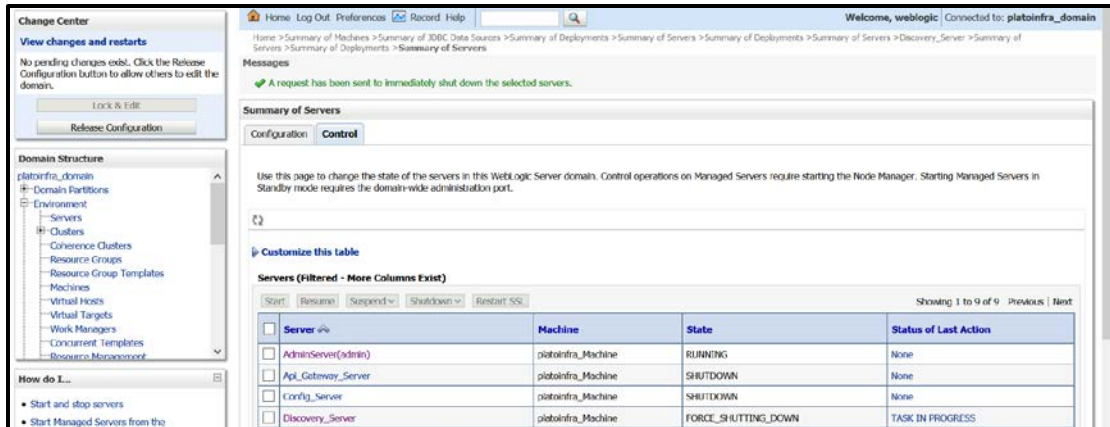 Change Center
View changes and restarts
No pending changes exist. Click the Release
Configuration button to allow others to edit the
domain.
Lock & Edit
Release Configuration
Domain Structure
platoinfra_domain
Domain Partitions
Environment
Servers
Clusters
Coherence Clusters
Resource Groups
Resource Group Templates
Machines
Virtual Hosts
Virtual Targets
Work Managers
Concurrent Templates
Resource Management
How do I...
Start and stop servers
Start Managed Servers from the
Home Log Out Preferences Record Help
Welcome, weblogic Connected to: platoinfra_domain
Home >Summary of Machines >Summary of JDBC Data Sources >Summary of Deployments >Summary of Servers >Summary of Deployments >Summary of Servers >Discovery_Server >Summary of
Servers >Summary of Deployments >Summary of Servers
Messages
A request has been sent to immediately shut down the selected servers.
Summary of Servers
Configuration Control
Use this page to change the state of the servers in this WebLogic Server domain. Control operations on Managed Servers require starting the Node Manager. Starting Managed Servers in
Standby mode requires the domain-wide administration port.
Customize this table
Servers (Filtered - More Columns Exist)
Start Resume Suspend Shutdown Restart SSL Showing 1 to 9 of 9 Previous | Next
Server Machine State Status of Last Action
AdminServer(admin) platoinfra_Machine RUNNING None
Api_Gateway_Server platoinfra_Machine SHUTDOWN None
Config_Server platoinfra_Machine SHUTDOWN None
Discovery_Server platoinfra_Machine FORCE_SHUTTING_DOWN TASK IN PROGRESS